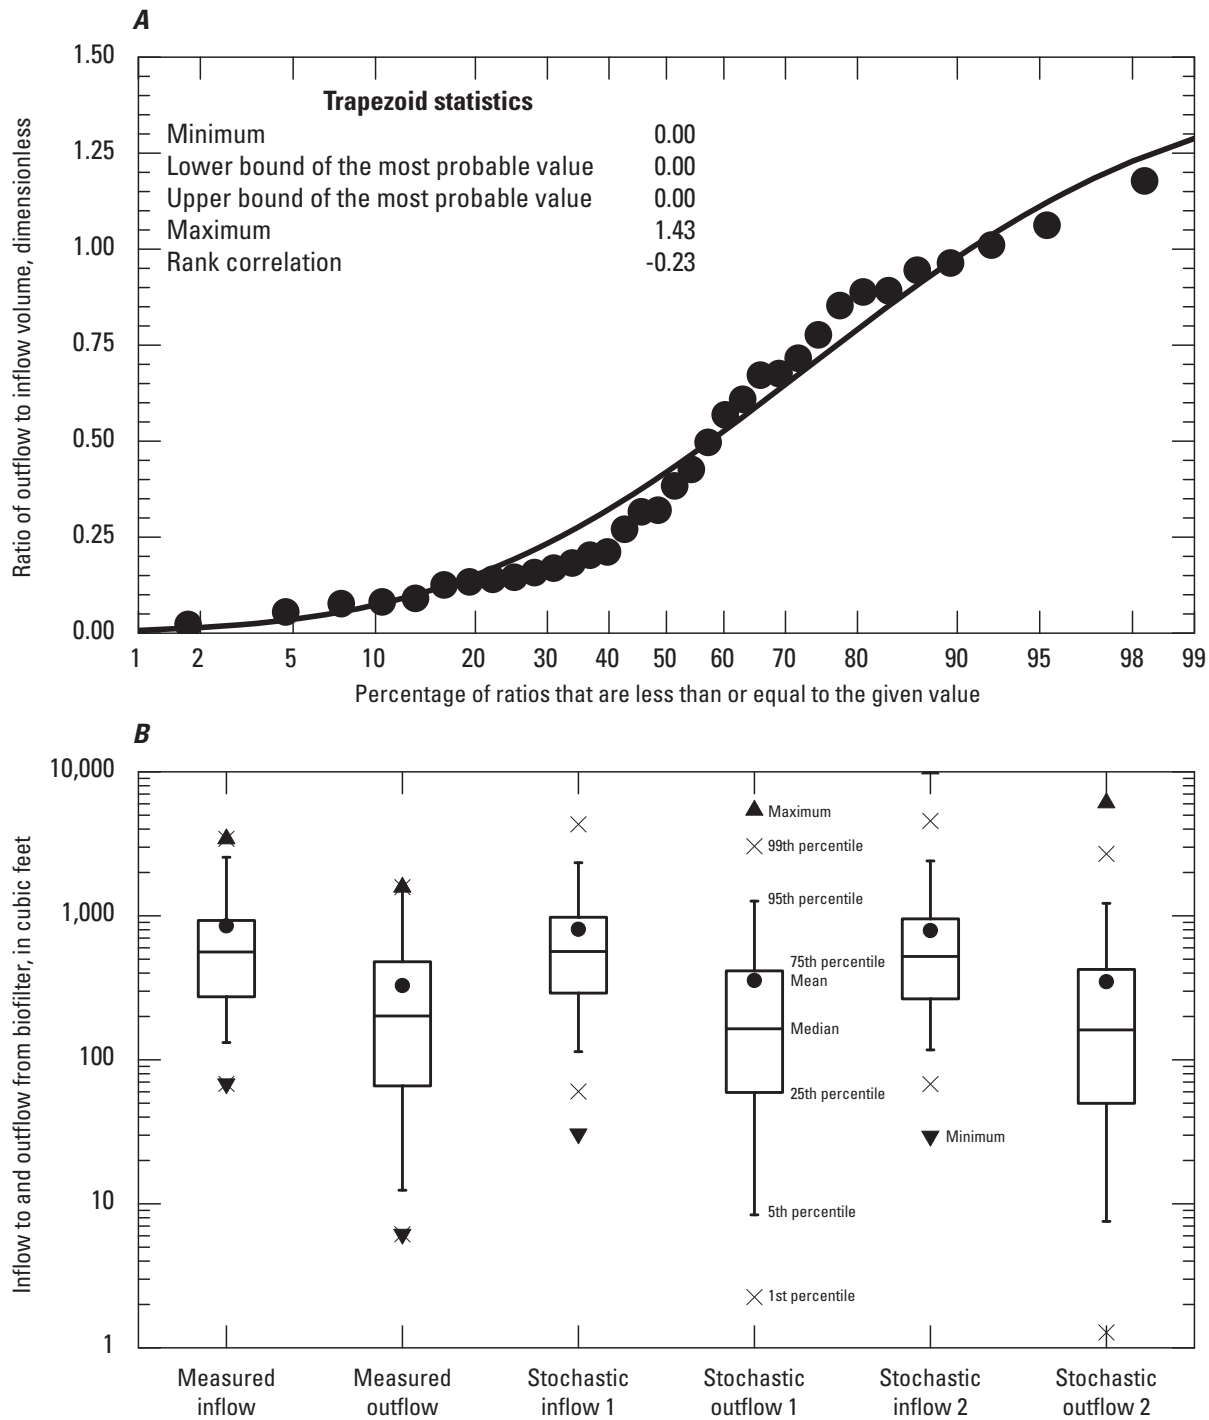 A
Ratio of outflow to inflow volume, dimensionless
1.50
1.25
1.00
0.75
0.50
0.25
0.00
Trapezoid statistics
Minimum 0.00
Lower bound of the most probable value 0.00
Upper bound of the most probable value 0.00
Maximum 1.43
Rank correlation -0.23
1 2 5 10 20 30 40 50 60 70 80 90 95 98 99
Percentage of ratios that are less than or equal to the given value
B
Inflow to and outflow from biofilter, in cubic feet
10,000
1,000
100
10
1
Maximum
99th percentile
95th percentile
75th percentile
Mean
Median
25th percentile
Minimum
5th percentile
1st percentile
Measured inflow
Measured outflow
Stochastic inflow 1
Stochastic outflow 1
Stochastic inflow 2
Stochastic outflow 2